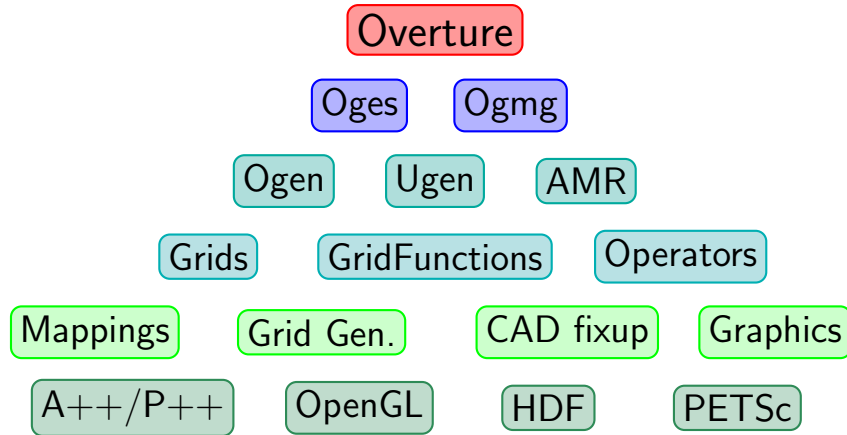 Overture
Oges Ogmg
Ogen Ugen AMR
Grids GridFunctions Operators
Mappings Grid Gen. CAD fixup Graphics
A++/P++ OpenGL HDF PETSc